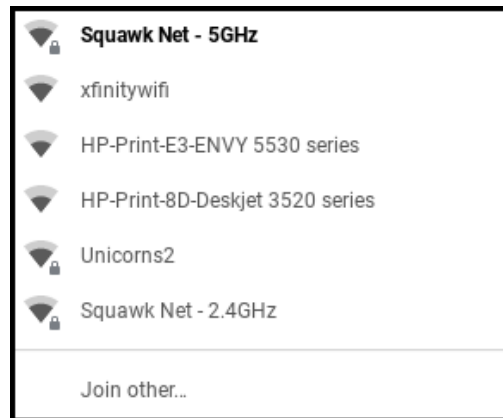 Squawk Net - 5GHz
xfinitywifi
HP-Print-E3-ENVY 5530 series
HP-Print-8D-Deskjet 3520 series
Unicorns2
Squawk Net - 2.4GHz
Join other...